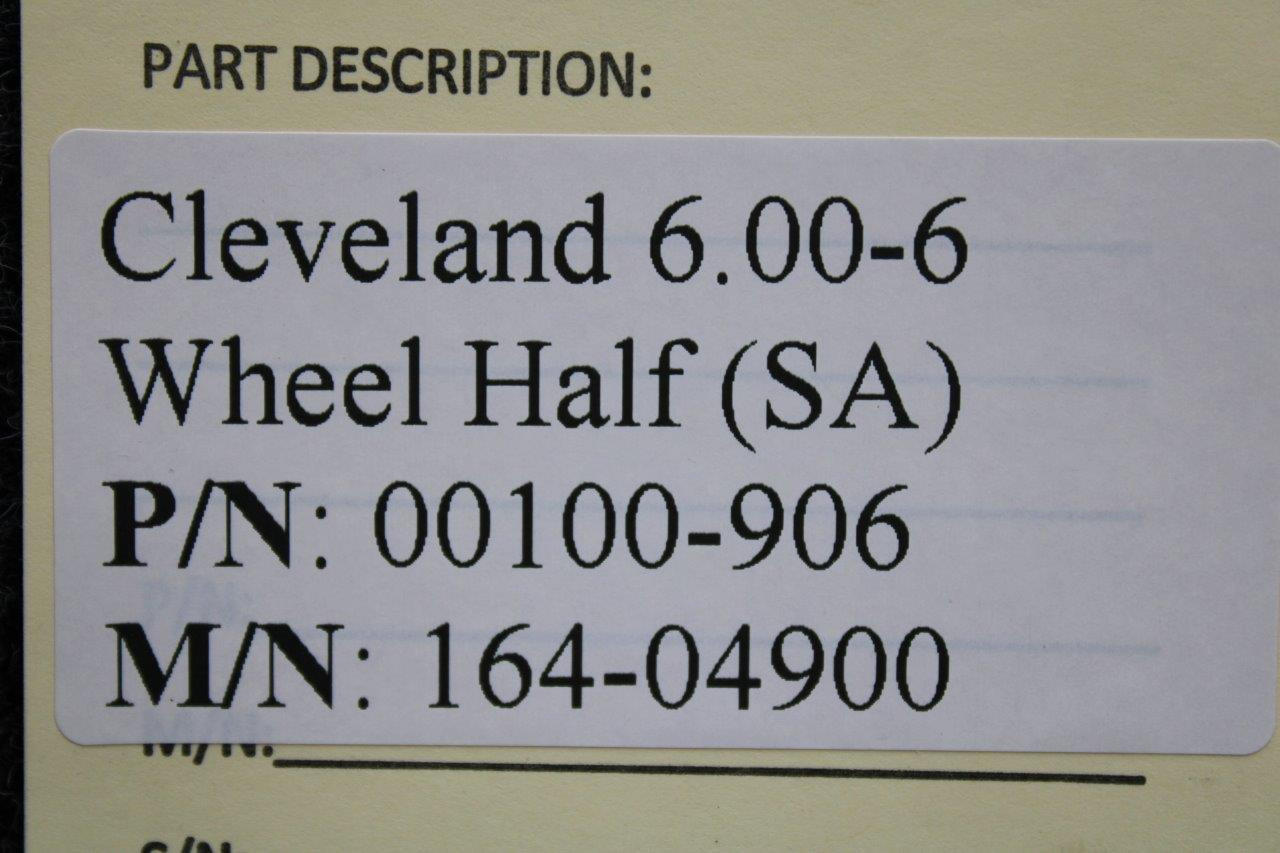 PART DESCRIPTION:
Cleveland 6.00-6
Wheel Half (SA)
P/N: 00100-906
M/N: 164-04900
P/N:
M/N:
S/N: